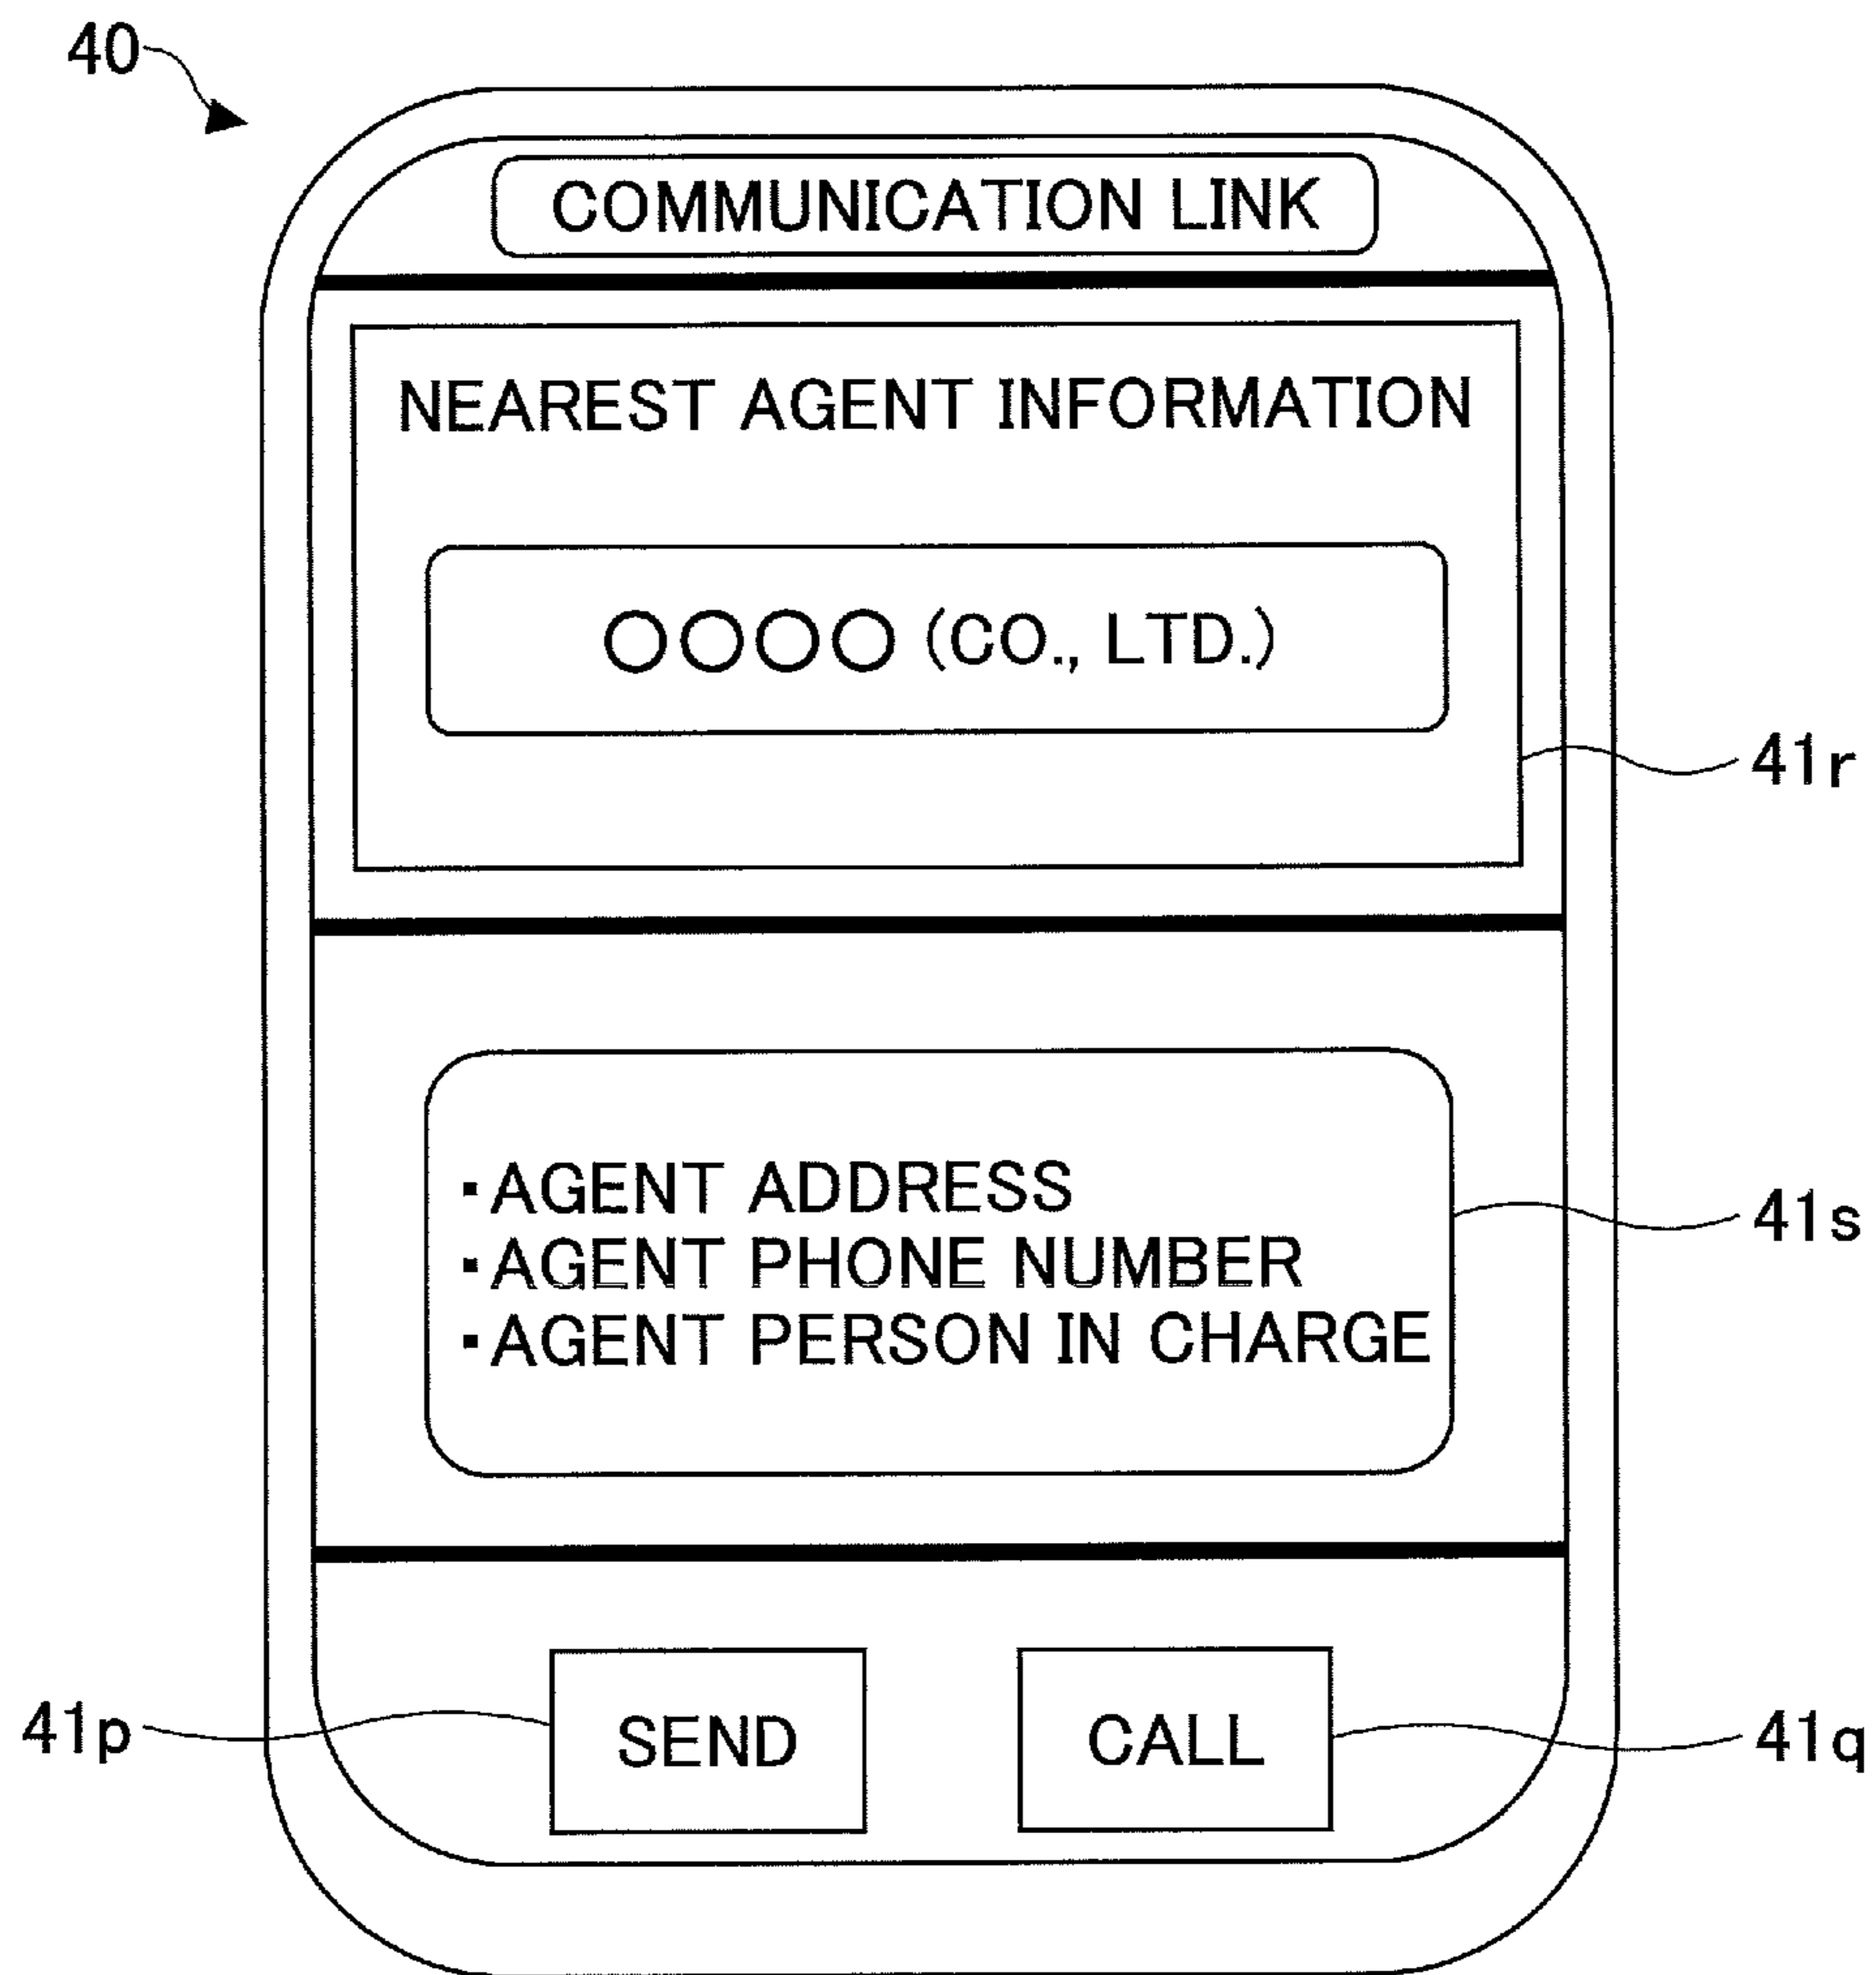 40
COMMUNICATION LINK
NEAREST AGENT INFORMATION
○○○○ (CO., LTD.)
41r
・AGENT ADDRESS
・AGENT PHONE NUMBER
・AGENT PERSON IN CHARGE
41s
41p
SEND
CALL
41q